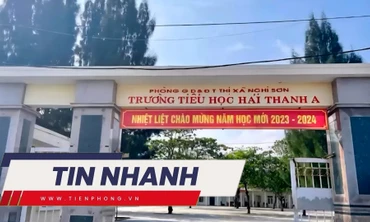 PHÒNG GD&ĐT THỊ XÃ NGHI SƠN
TRƯỜNG TIỂU HỌC HẢI THANH A
NHIỆT LIỆT CHÀO MỪNG NĂM HỌC MỚI 2023 - 2024
TIN NHANH
WWW.TIENPHONG.VN